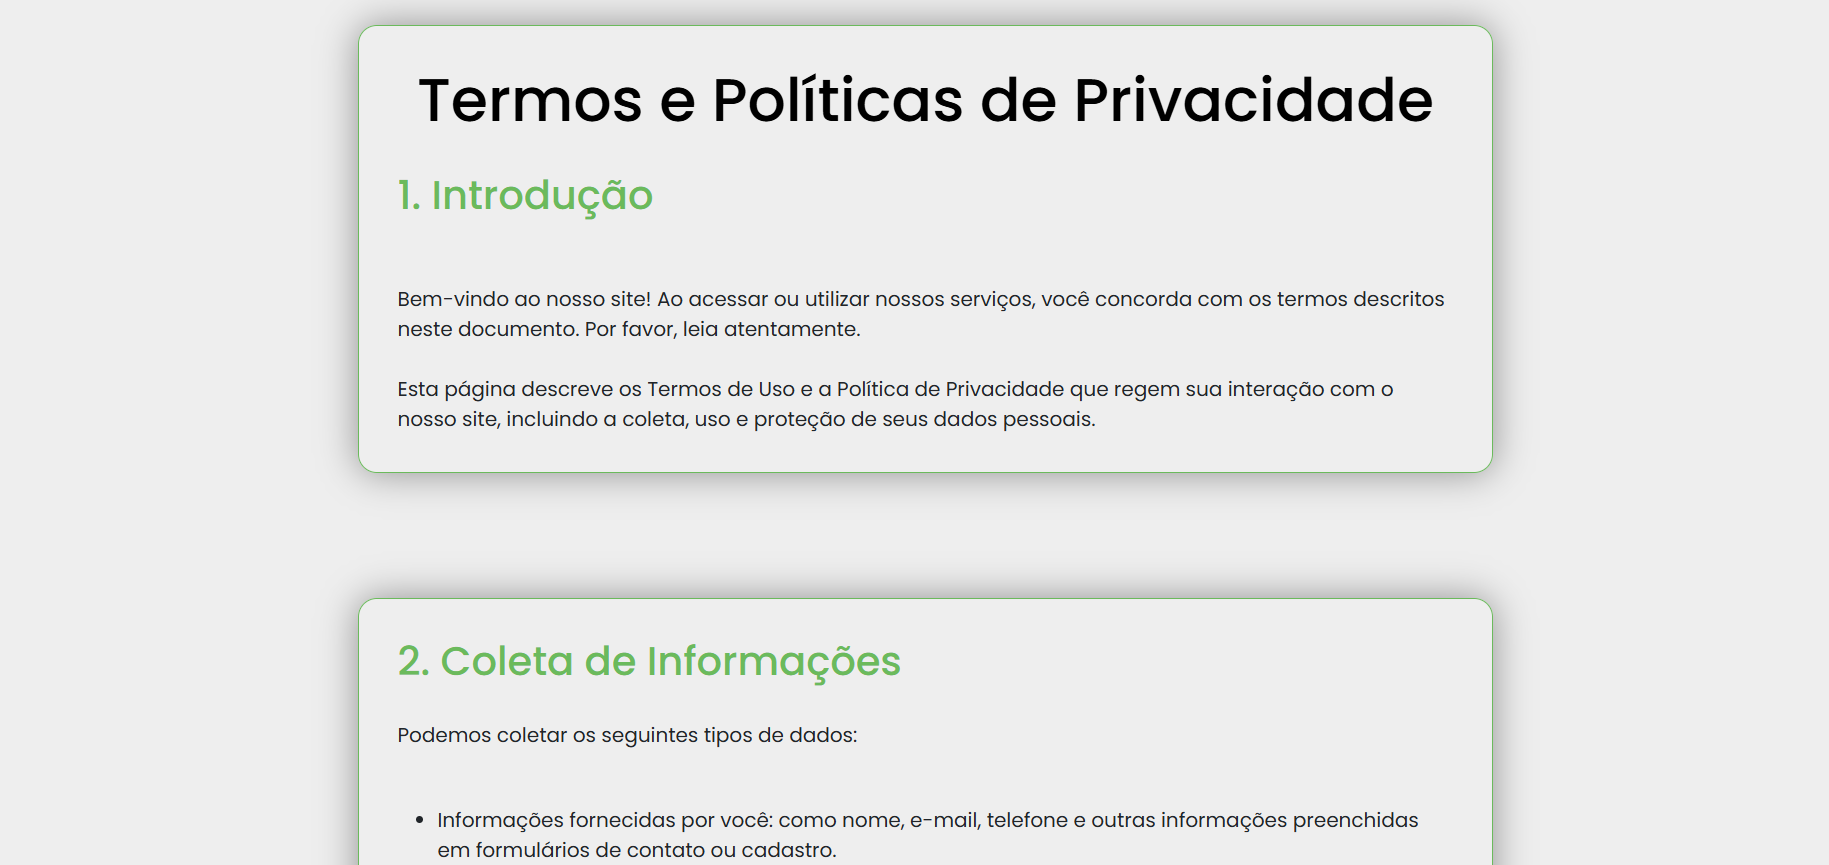 Termos e Políticas de Privacidade
1. Introdução
Bem-vindo ao nosso site! Ao acessar ou utilizar nossos serviços, você concorda com os termos descritos
neste documento. Por favor, leia atentamente.
Esta página descreve os Termos de Uso e a Política de Privacidade que regem sua interação com o
nosso site, incluindo a coleta, uso e proteção de seus dados pessoais.
2. Coleta de Informações
Podemos coletar os seguintes tipos de dados:
• Informações fornecidas por você: como nome, e-mail, telefone e outras informações preenchidas
em formulários de contato ou cadastro.